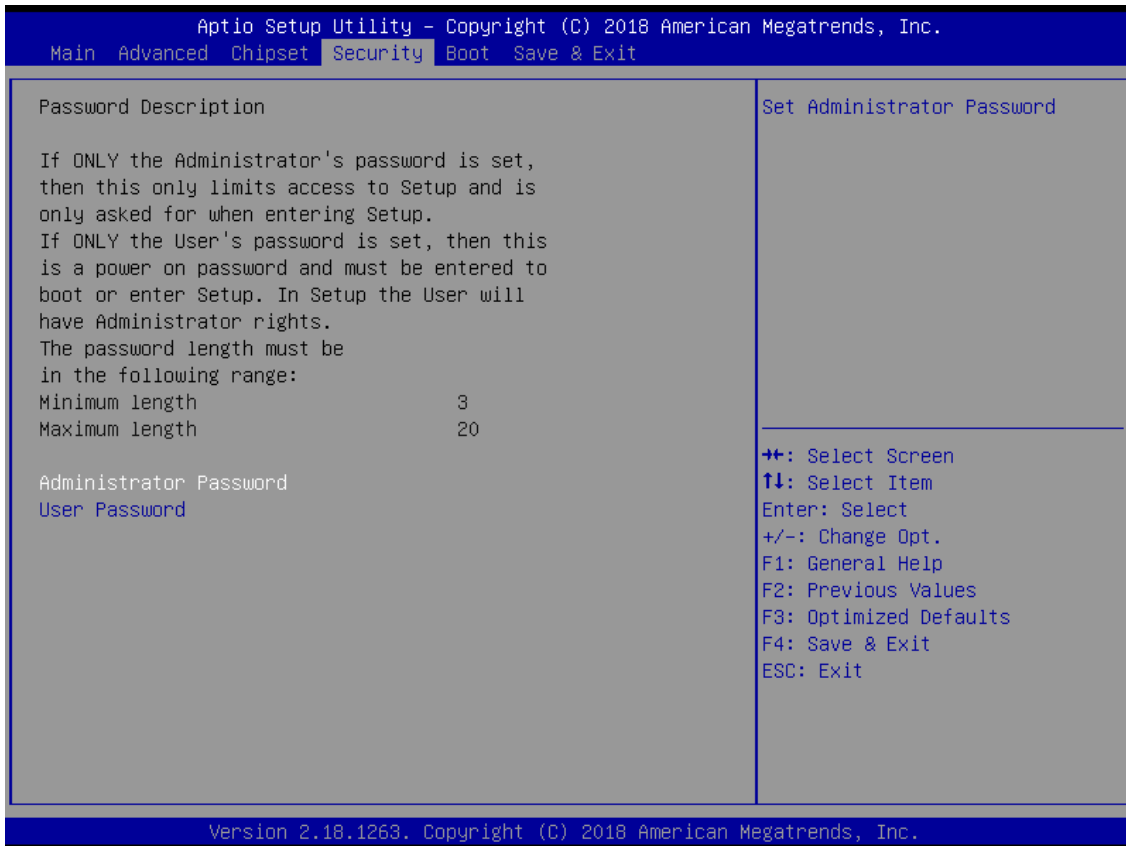 Aptio Setup Utility – Copyright (C) 2018 American Megatrends, Inc.
Main Advanced Chipset Security Boot Save & Exit
Password Description
If ONLY the Administrator's password is set,
then this only limits access to Setup and is
only asked for when entering Setup.
If ONLY the User's password is set, then this
is a power on password and must be entered to
boot or enter Setup. In Setup the User will
have Administrator rights.
The password length must be
in the following range:
Minimum length 3
Maximum length 20
Administrator Password
User Password
Set Administrator Password
→←: Select Screen
↑↓: Select Item
Enter: Select
+/-: Change Opt.
F1: General Help
F2: Previous Values
F3: Optimized Defaults
F4: Save & Exit
ESC: Exit
Version 2.18.1263. Copyright (C) 2018 American Megatrends, Inc.